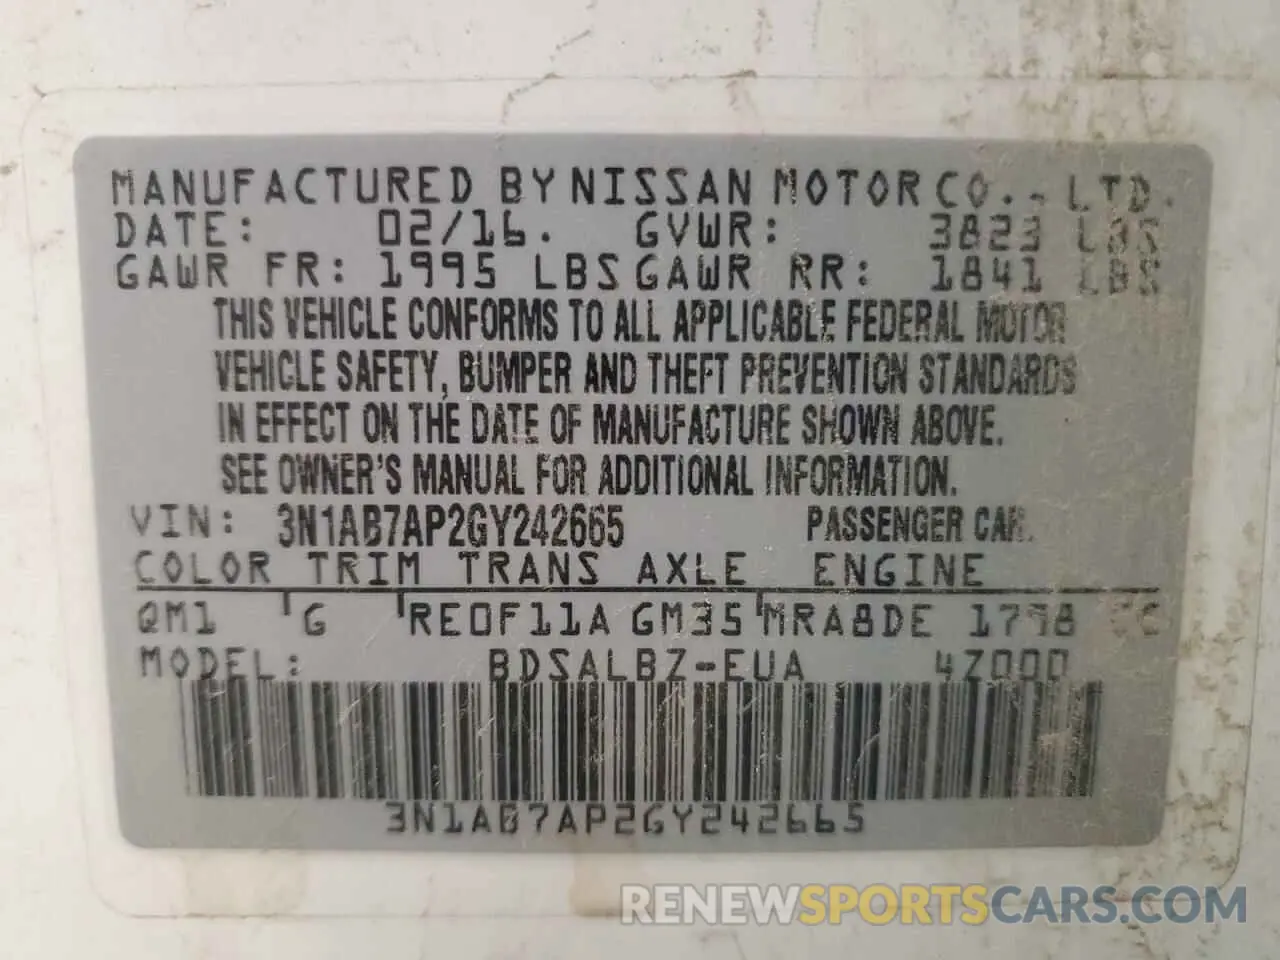 MANUFACTURED BY NISSAN MOTOR CO., LTD.
DATE: 02/16. GVWR: 3823 LBS
GAWR FR: 1995 LBS GAWR RR: 1841 LBS
THIS VEHICLE CONFORMS TO ALL APPLICABLE FEDERAL MOTOR
VEHICLE SAFETY, BUMPER AND THEFT PREVENTION STANDARDS
IN EFFECT ON THE DATE OF MANUFACTURE SHOWN ABOVE.
SEE OWNER'S MANUAL FOR ADDITIONAL INFORMATION.
VIN: 3N1AB7AP2GY242665 PASSENGER CAR.
COLOR TRIM TRANS AXLE ENGINE
QM1 G RE0F11A GM35 MRA8DE 1798 CC
MODEL: BDSALBZ-EUA 4Z000
3N1AB7AP2GY242665
RENEWSPORTSCARS.COM